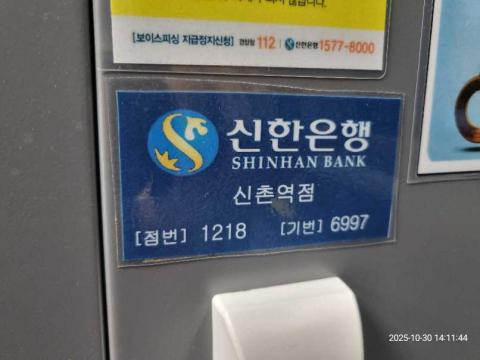 [보이스피싱 지급정지신청] 경찰청 112 | 신한은행 1577-8000
신한은행
SHINHAN BANK
신촌역점
[점번] 1218 [기번] 6997
2025-10-30 14:11:44